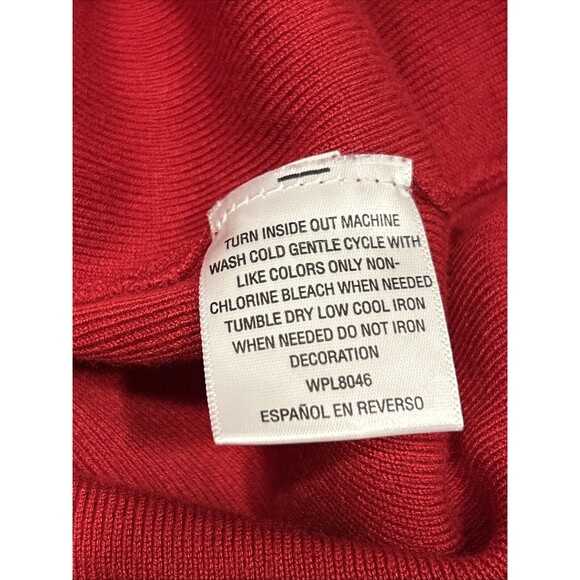 TURN INSIDE OUT MACHINE
WASH COLD GENTLE CYCLE WITH
LIKE COLORS ONLY NON-
CHLORINE BLEACH WHEN NEEDED
TUMBLE DRY LOW COOL IRON
WHEN NEEDED DO NOT IRON
DECORATION
WPL8046
ESPAÑOL EN REVERSO